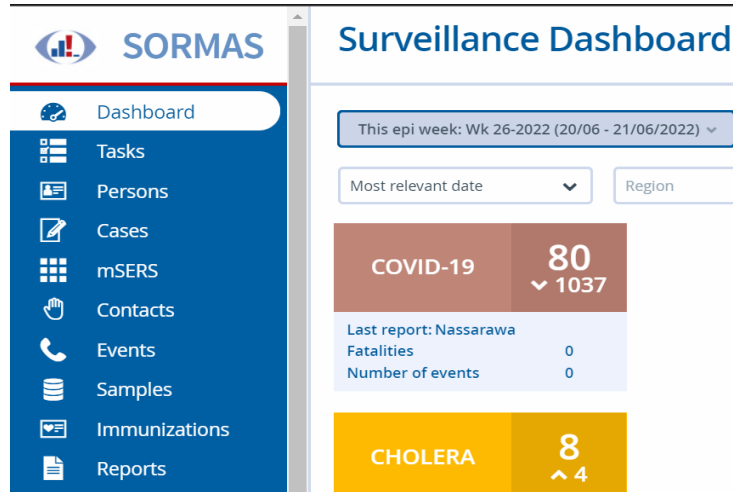 SORMAS
Dashboard
Tasks
Persons
Cases
mSERS
Contacts
Events
Samples
Immunizations
Reports
Surveillance Dashboard
This epi week: Wk 26-2022 (20/06 - 21/06/2022)
Most relevant date
Region
COVID-19
80
1037
Last report: Nassarawa
Fatalities 0
Number of events 0
CHOLERA
8
4